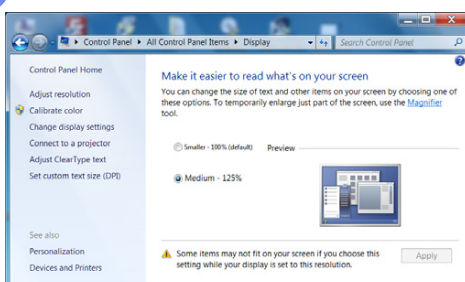 Control Panel ▸ All Control Panel Items ▸ Display
Search Control Panel
Control Panel Home
Adjust resolution
Calibrate color
Change display settings
Connect to a projector
Adjust ClearType text
Set custom text size (DPI)
See also
Personalization
Devices and Printers
Make it easier to read what's on your screen
You can change the size of text and other items on your screen by choosing one of
these options. To temporarily enlarge just part of the screen, use the Magnifier
tool.
Smaller - 100% (default) Preview
Medium - 125%
Some items may not fit on your screen if you choose this
setting while your display is set to this resolution.
Apply